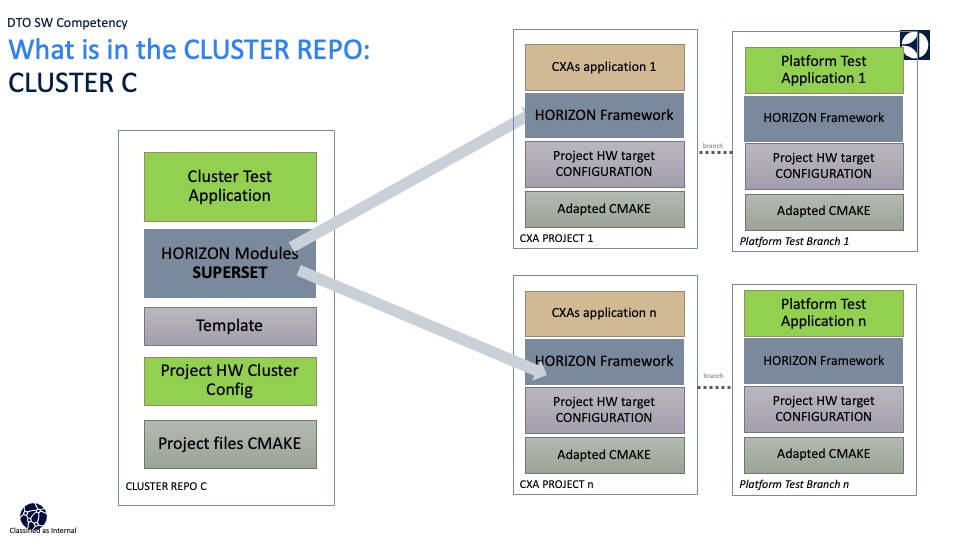 DTO SW Competency
What is in the CLUSTER REPO:
CLUSTER C
Cluster Test
Application
HORIZON Modules
SUPERSET
Template
Project HW Cluster
Config
Project files CMAKE
CLUSTER REPO C
CXAs application 1
HORIZON Framework
Project HW target
CONFIGURATION
Adapted CMAKE
CXA PROJECT 1
branch
Platform Test
Application 1
HORIZON Framework
Project HW target
CONFIGURATION
Adapted CMAKE
Platform Test Branch 1
CXAs application n
HORIZON Framework
Project HW target
CONFIGURATION
Adapted CMAKE
CXA PROJECT n
branch
Platform Test
Application n
HORIZON Framework
Project HW target
CONFIGURATION
Adapted CMAKE
Platform Test Branch n
Classified as Internal